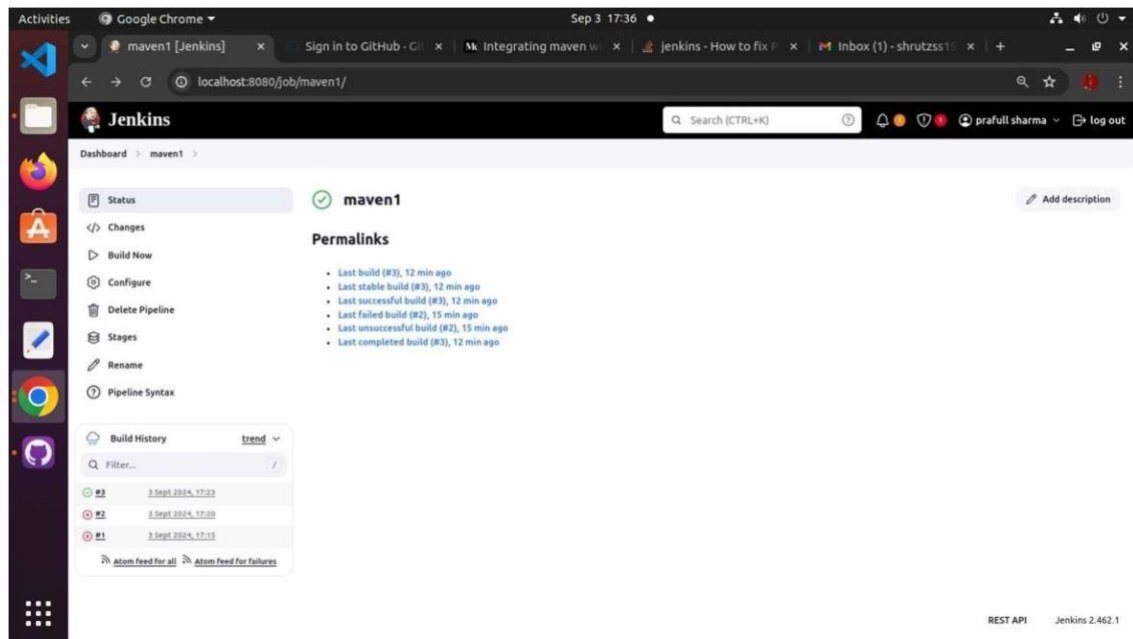 Activities Google Chrome Sep 3 17:36
maven1 [Jenkins] Sign in to GitHub · Gi Mk Integrating maven w jenkins - How to fix P Inbox (1) - shrutzss15
localhost:8080/job/maven1/
Jenkins Search (CTRL+K) prafull sharma log out
Dashboard > maven1 >
Status
Changes
Build Now
Configure
Delete Pipeline
Stages
Rename
Pipeline Syntax
Build History trend
Filter... /
#3 3 Sept 2024, 17:23
#2 3 Sept 2024, 17:20
#1 3 Sept 2024, 17:15
Atom feed for all Atom feed for failures
maven1 Add description
Permalinks
Last build (#3), 12 min ago
Last stable build (#3), 12 min ago
Last successful build (#3), 12 min ago
Last failed build (#2), 15 min ago
Last unsuccessful build (#2), 15 min ago
Last completed build (#3), 12 min ago
REST API Jenkins 2.462.1